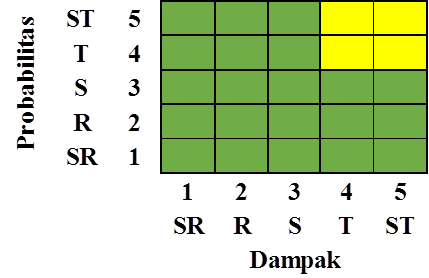 Probabilitas
ST 5
T 4
S 3
R 2
SR 1
1 2 3 4 5
SR R S T ST
Dampak